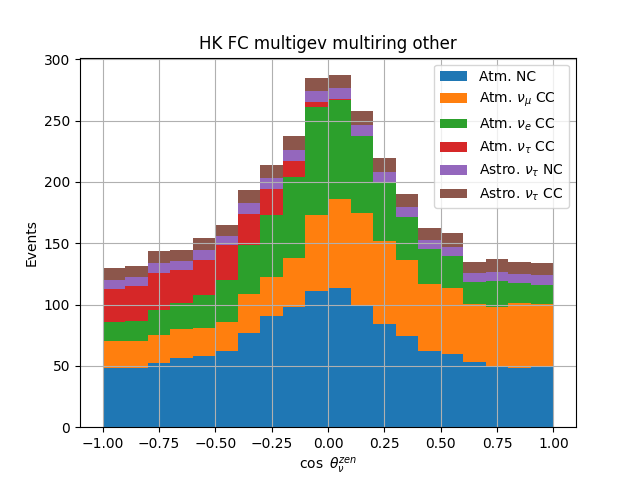 HK FC multigev multiring other
300
250
200
150
100
50
0
Events
Atm. NC
Atm. νμ CC
Atm. νe CC
Atm. ντ CC
Astro. ντ NC
Astro. ντ CC
−1.00 −0.75 −0.50 −0.25 0.00 0.25 0.50 0.75 1.00
cos θνzen